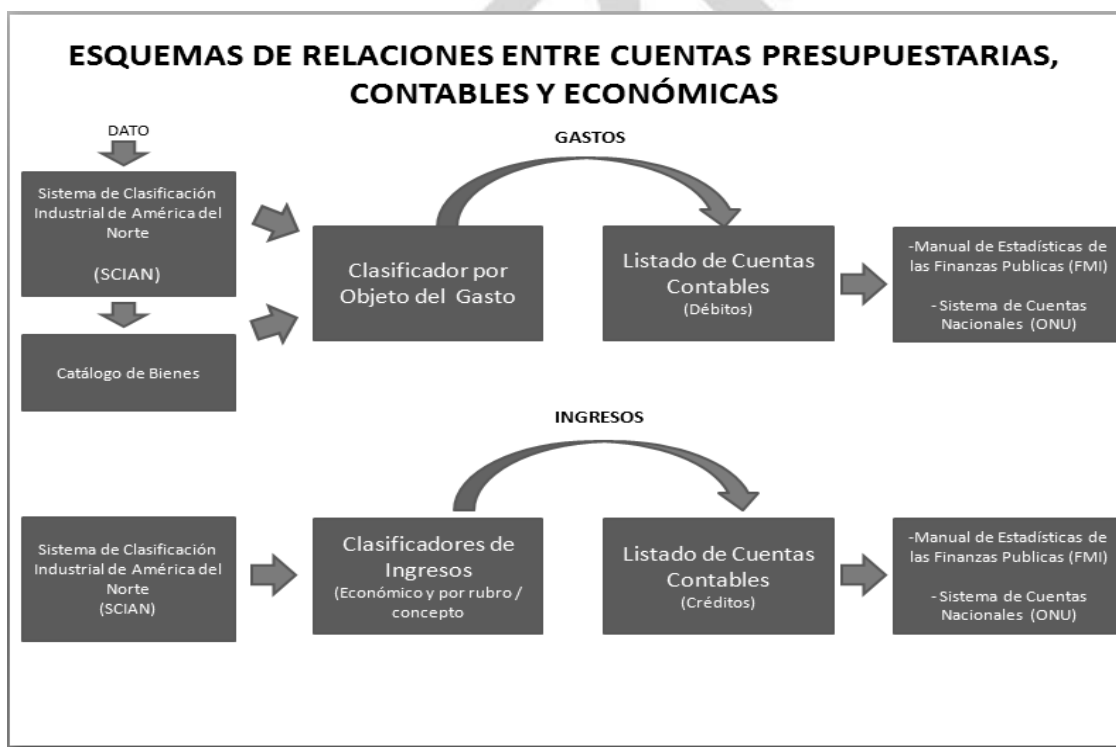 ESQUEMAS DE RELACIONES ENTRE CUENTAS PRESUPUESTARIAS,
CONTABLES Y ECONÓMICAS
DATO
GASTOS
Sistema de Clasificación
Industrial de América del
Norte
(SCIAN)
Catálogo de Bienes
Clasificador por
Objeto del Gasto
Listado de Cuentas
Contables
(Débitos)
-Manual de Estadísticas de
las Finanzas Publicas (FMI)
-Sistema de Cuentas
Nacionales (ONU)
INGRESOS
Sistema de Clasificación
Industrial de América del
Norte
(SCIAN)
Clasificadores de
Ingresos
(Económico y por rubro /
concepto
Listado de Cuentas
Contables
(Créditos)
-Manual de Estadísticas de
las Finanzas Publicas (FMI)
-Sistema de Cuentas
Nacionales (ONU)